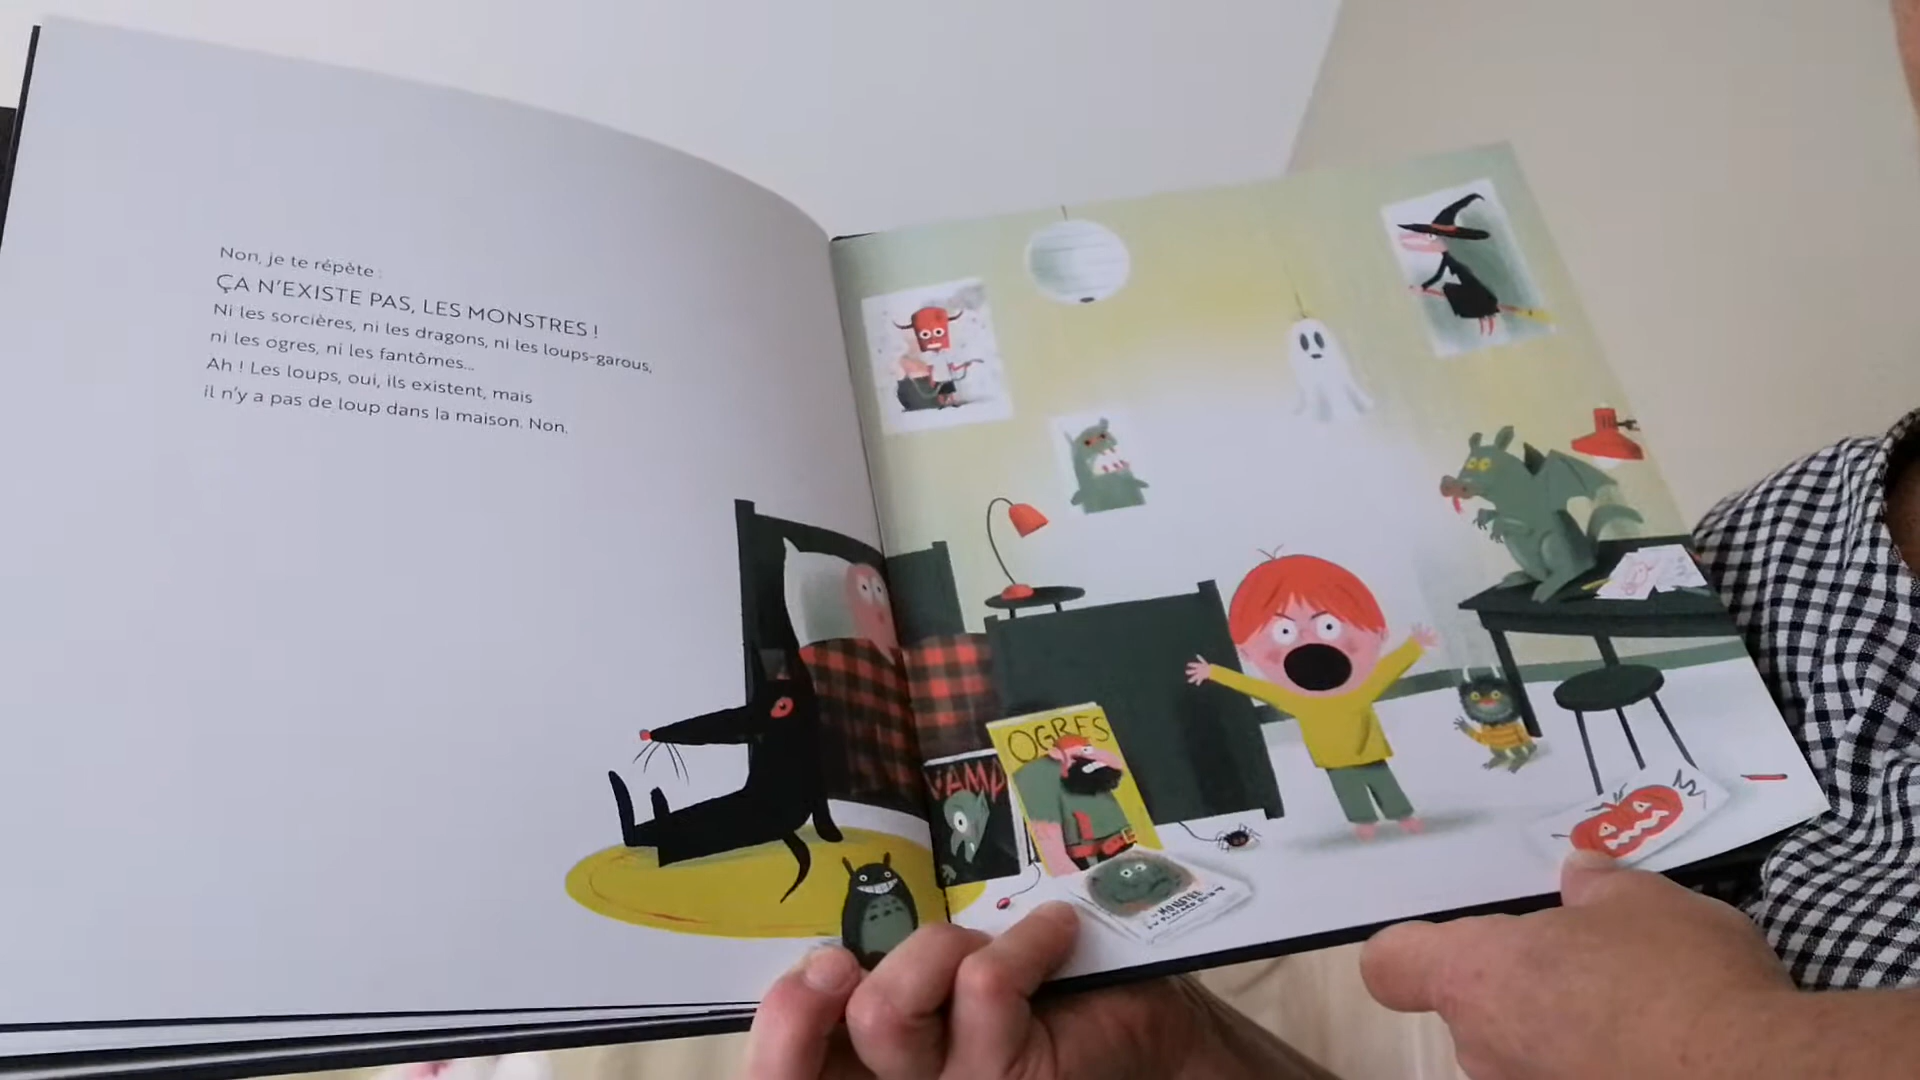 Non, je te répète :
ÇA N'EXISTE PAS, LES MONSTRES !
Ni les sorcières, ni les dragons, ni les loups-garous,
ni les ogres, ni les fantômes...
Ah ! Les loups, oui, ils existent, mais
il n'y a pas de loup dans la maison. Non.
OGRES
VAMP
MONSTRE